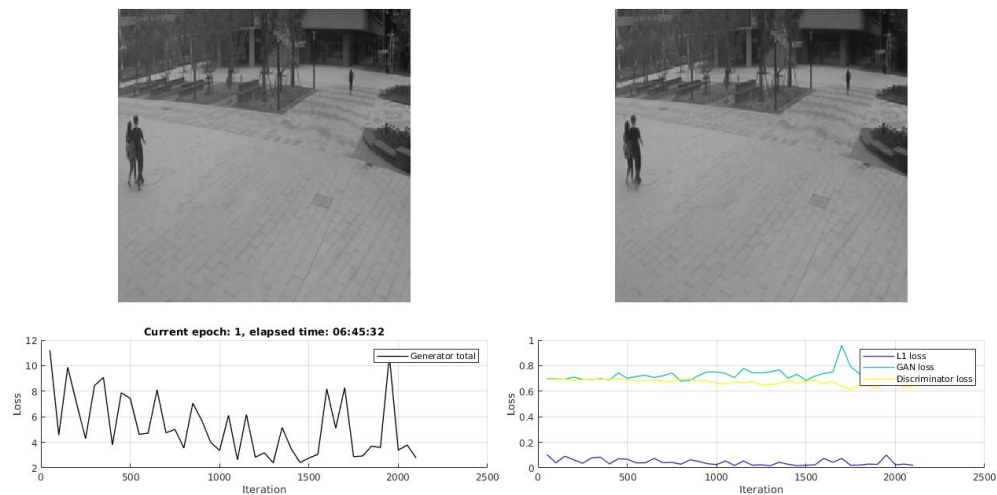 Current epoch: 1, elapsed time: 06:45:32
12
10
8
6
4
2
Loss
Generator total
0
500
1000
1500
2000
2500
Iteration
1
0.8
0.6
0.4
0.2
0
Loss
L1 loss
GAN loss
Discriminator loss
0
500
1000
1500
2000
2500
Iteration